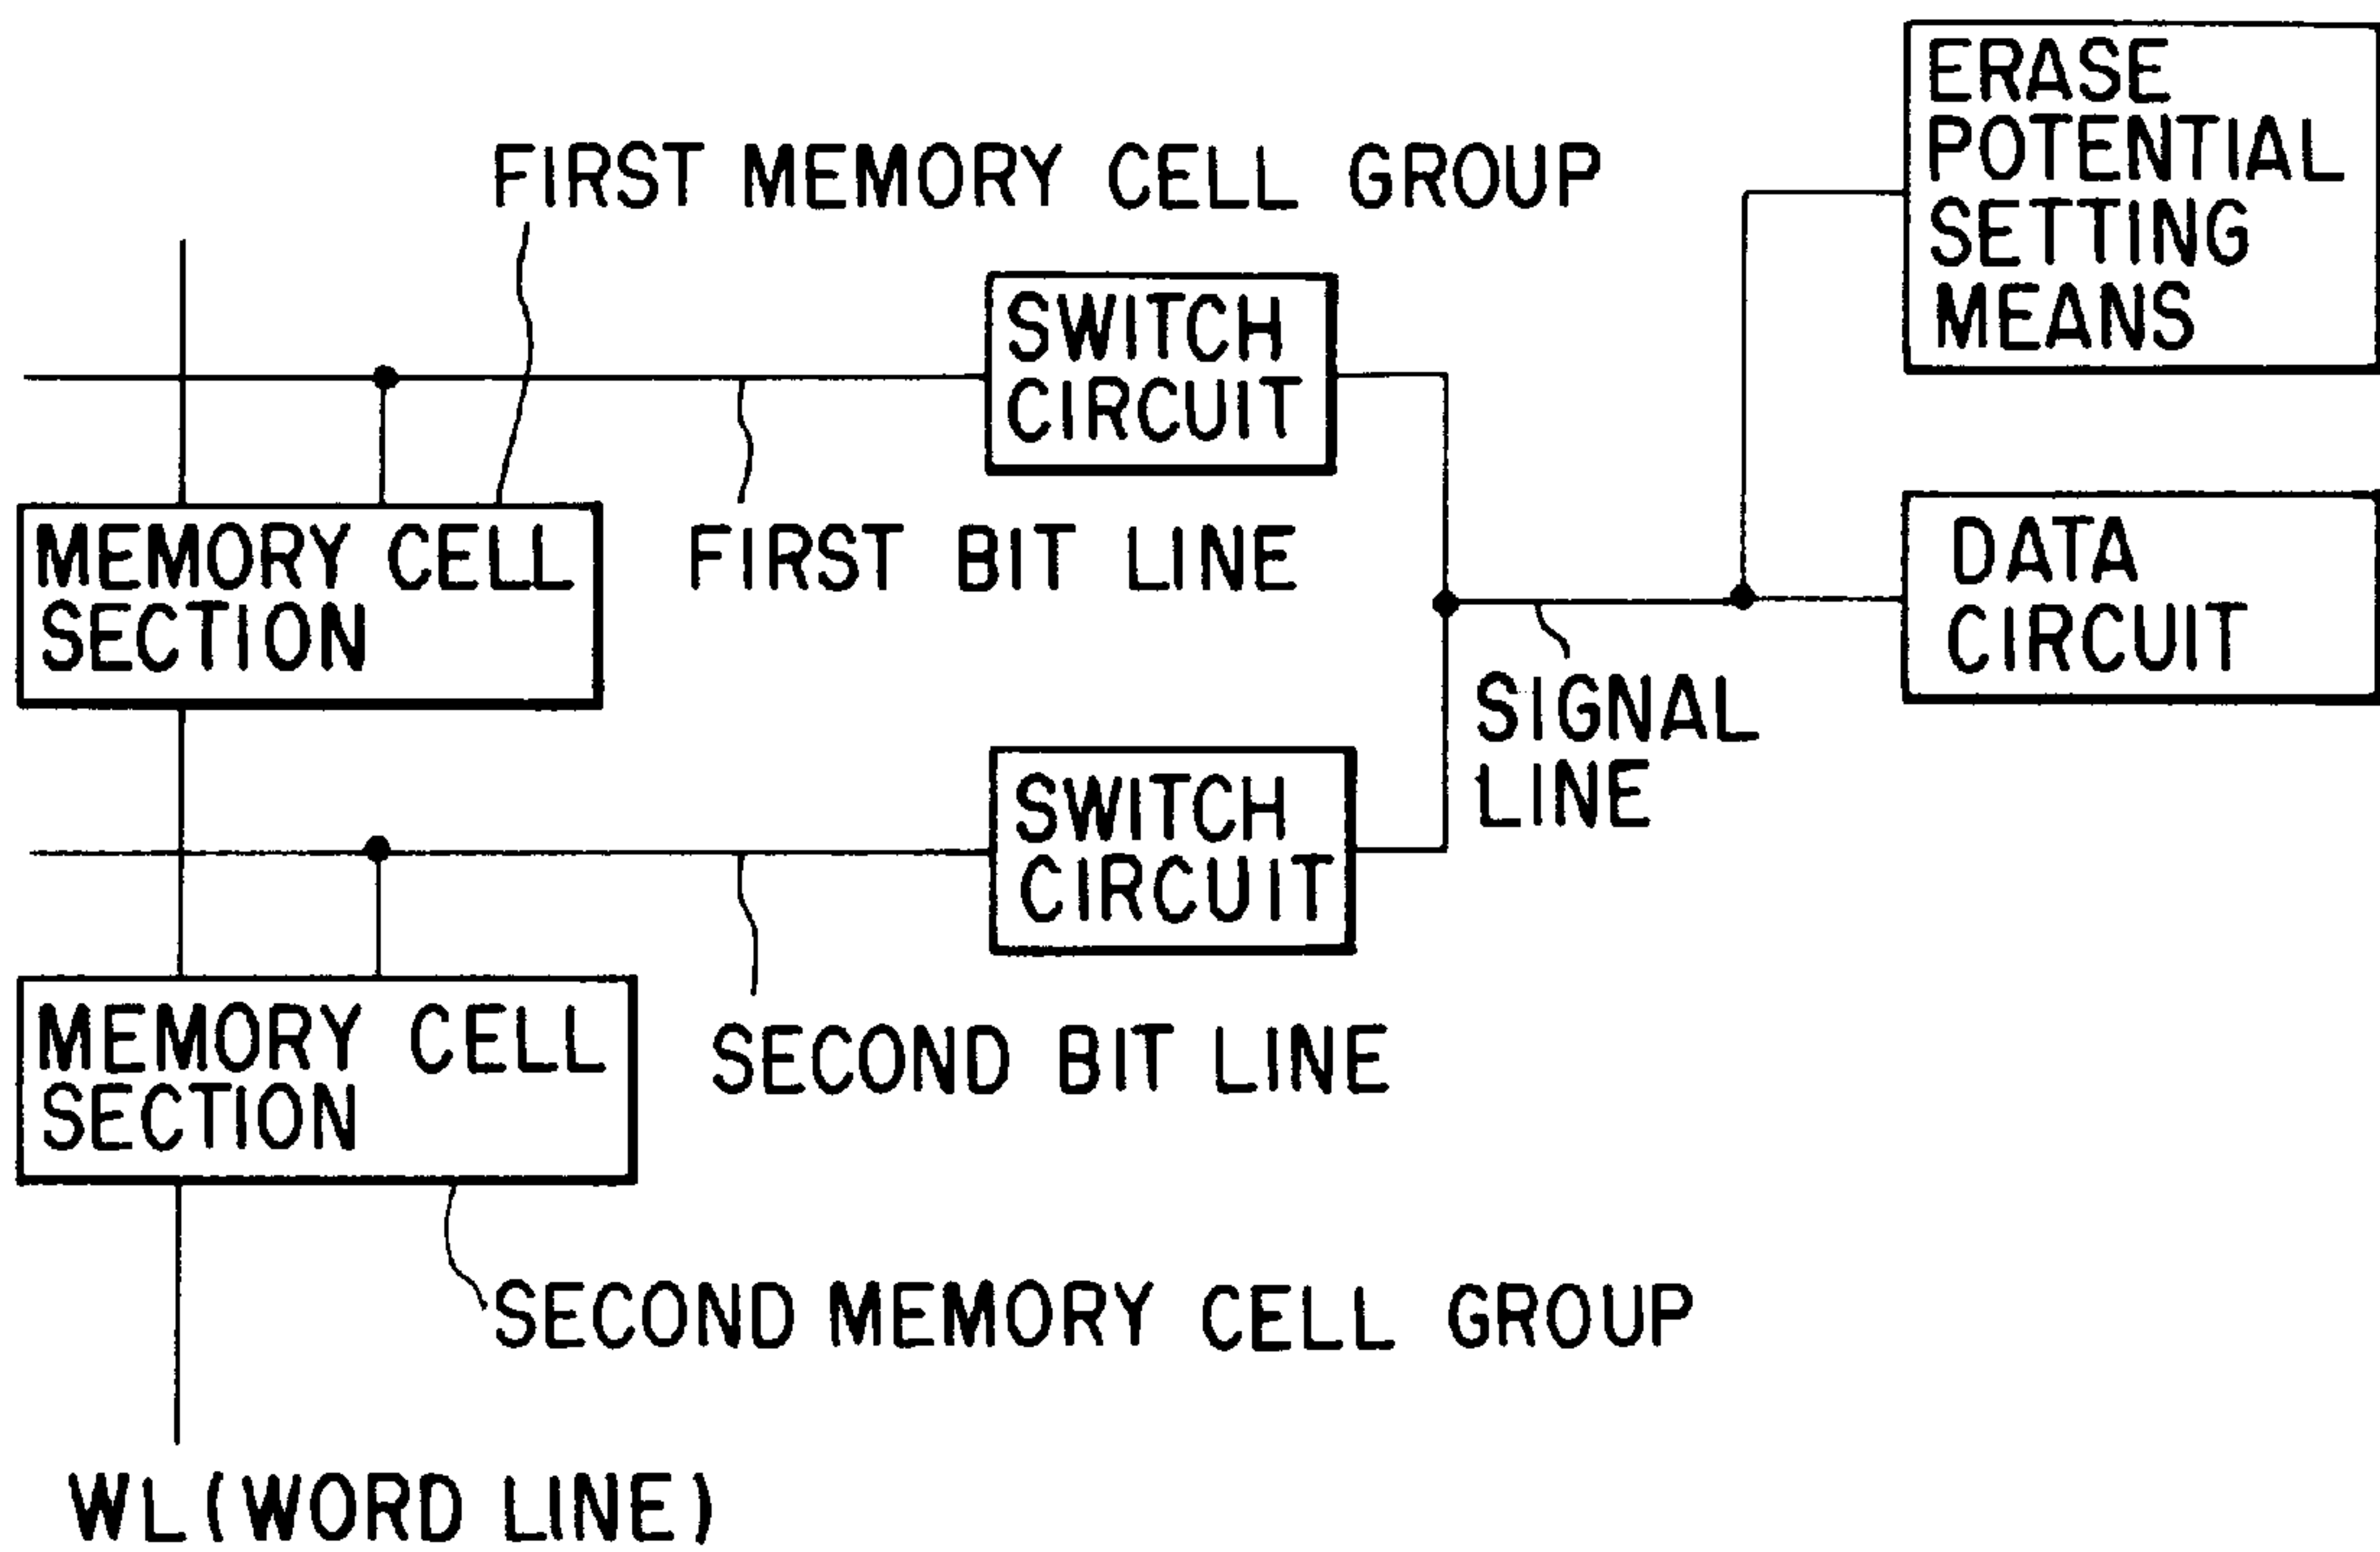 ERASE
POTENTIAL
SETTING
MEANS
FIRST MEMORY CELL GROUP
SWITCH
CIRCUIT
MEMORY CELL
SECTION
FIRST BIT LINE
DATA
CIRCUIT
SIGNAL
LINE
SWITCH
CIRCUIT
MEMORY CELL
SECTION
SECOND BIT LINE
SECOND MEMORY CELL GROUP
WL(WORD LINE)